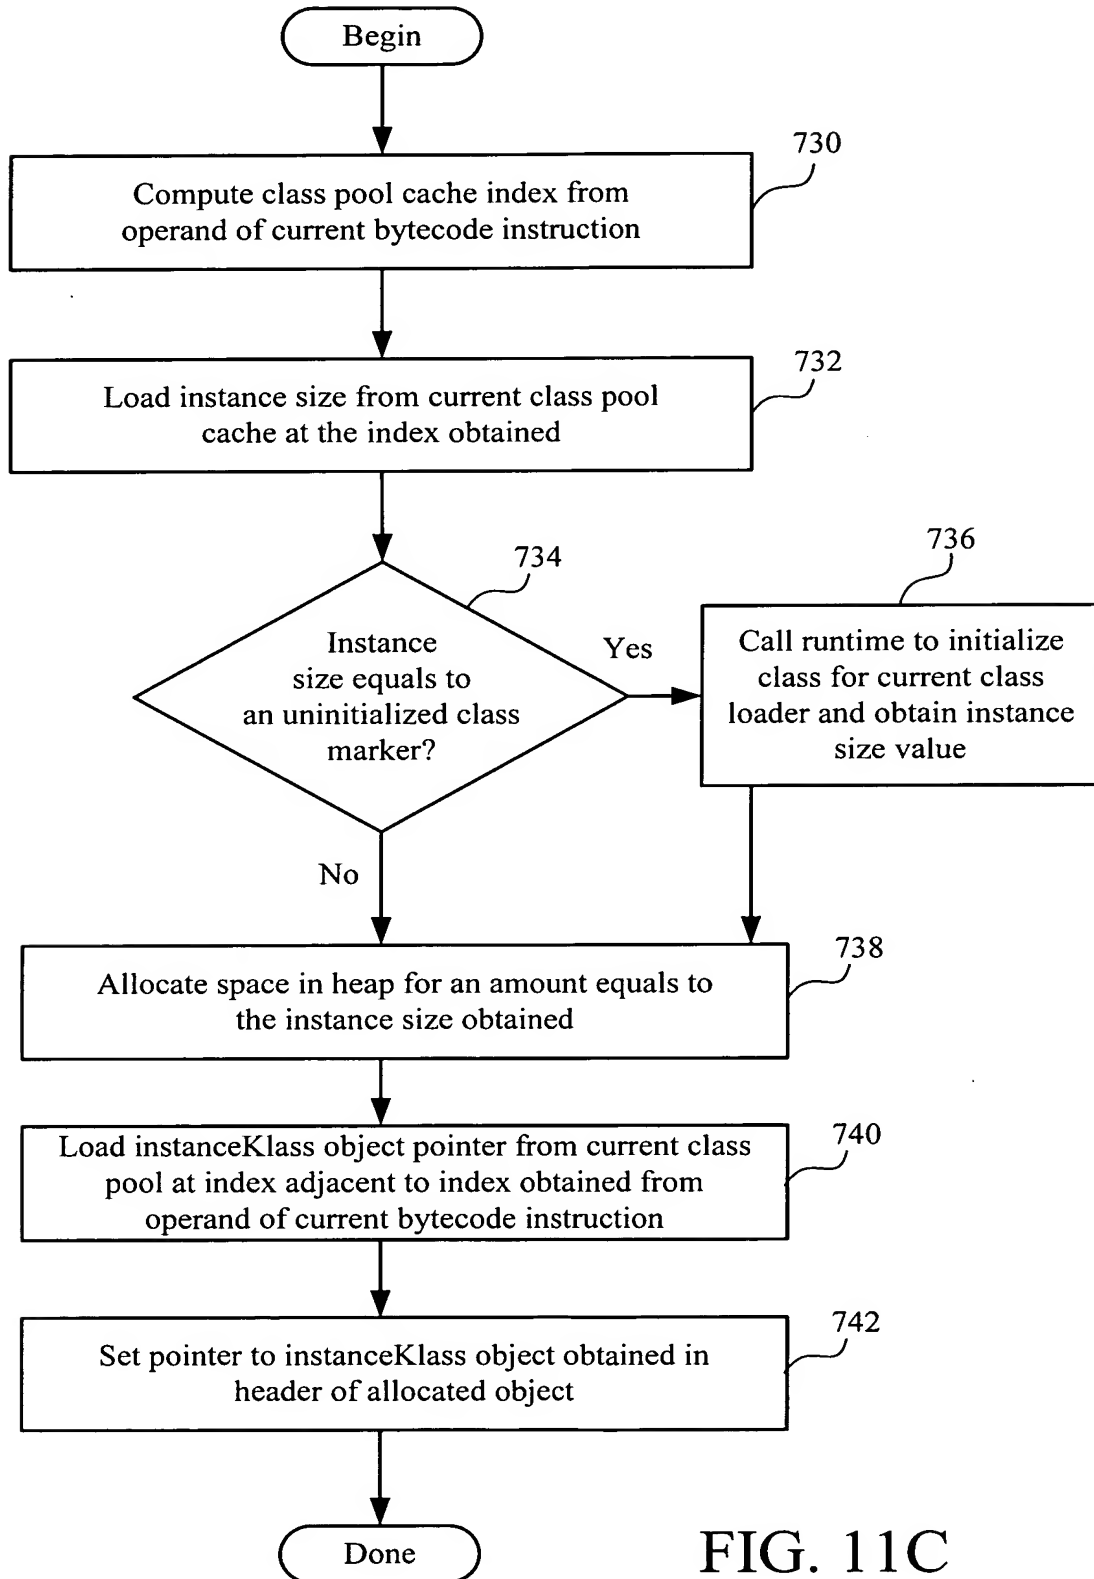 Begin
730
Compute class pool cache index from
operand of current bytecode instruction
732
Load instance size from current class pool
cache at the index obtained
734
736
Instance
size equals to
an uninitialized class
marker?
Yes
Call runtime to initialize
class for current class
loader and obtain instance
size value
No
738
Allocate space in heap for an amount equals to
the instance size obtained
740
Load instanceKlass object pointer from current class
pool at index adjacent to index obtained from
operand of current bytecode instruction
742
Set pointer to instanceKlass object obtained in
header of allocated object
Done
FIG. 11C